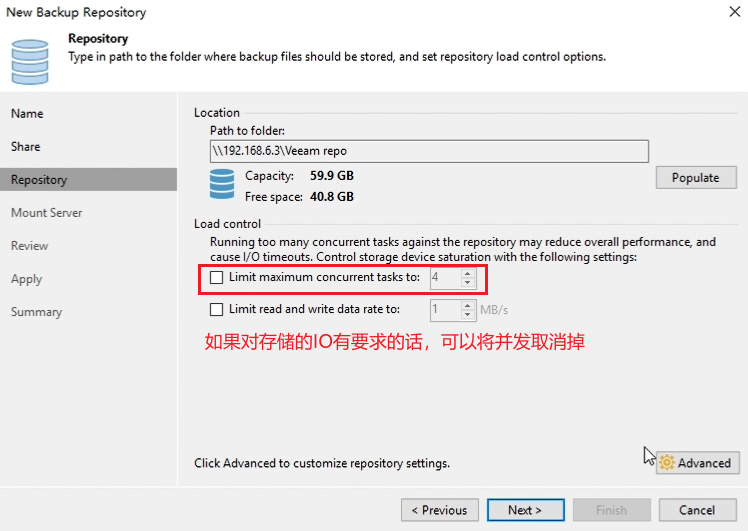 New Backup Repository
Repository
Type in path to the folder where backup files should be stored, and set repository load control options.
Name
Share
Repository
Mount Server
Review
Apply
Summary
Location
Path to folder:
\\192.168.6.3\Veeam repo
Capacity: 59.9 GB
Free space: 40.8 GB
Populate
Load control
Running too many concurrent tasks against the repository may reduce overall performance, and
cause I/O timeouts. Control storage device saturation with the following settings:
Limit maximum concurrent tasks to: 4
Limit read and write data rate to: 1 MB/s
如果对存储的IO有要求的话，可以将并发取消掉
Click Advanced to customize repository settings.
Advanced
< Previous
Next >
Finish
Cancel